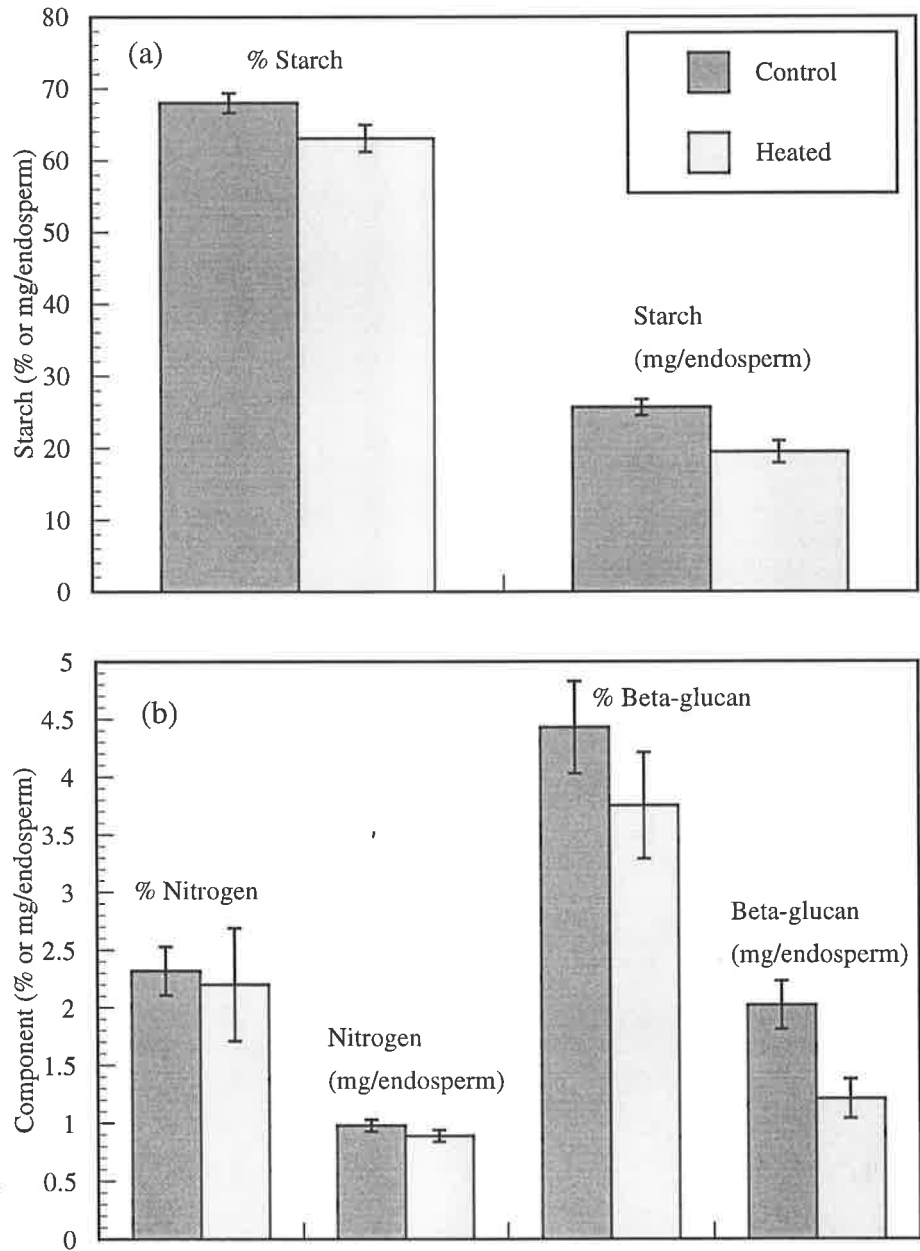 80
70
60
50
40
30
20
10
0
Starch (% or mg/endosperm)
(a)
% Starch
Control
Heated
Starch
(mg/endosperm)
5
4.5
4
3.5
3
2.5
2
1.5
1
0.5
0
Component (% or mg/endosperm)
(b)
% Beta-glucan
% Nitrogen
Beta-glucan
(mg/endosperm)
Nitrogen
(mg/endosperm)